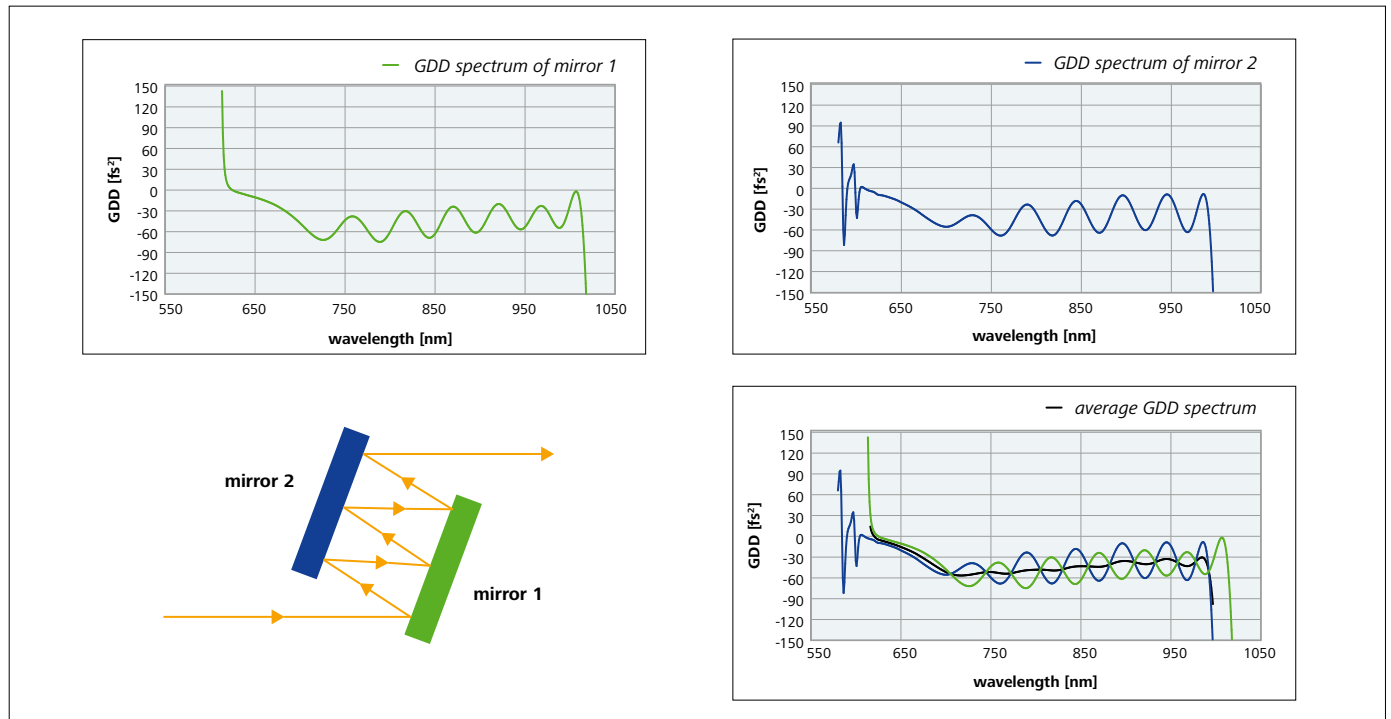 GDD spectrum of mirror 1
150
120
90
60
30
0
-30
-60
-90
-120
-150
GDD [fs²]
550 650 750 850 950 1050
wavelength [nm]
GDD spectrum of mirror 2
150
120
90
60
30
0
-30
-60
-90
-120
-150
GDD [fs²]
550 650 750 850 950 1050
wavelength [nm]
mirror 2
mirror 1
average GDD spectrum
150
120
90
60
30
0
-30
-60
-90
-120
-150
GDD [fs²]
550 650 750 850 950 1050
wavelength [nm]